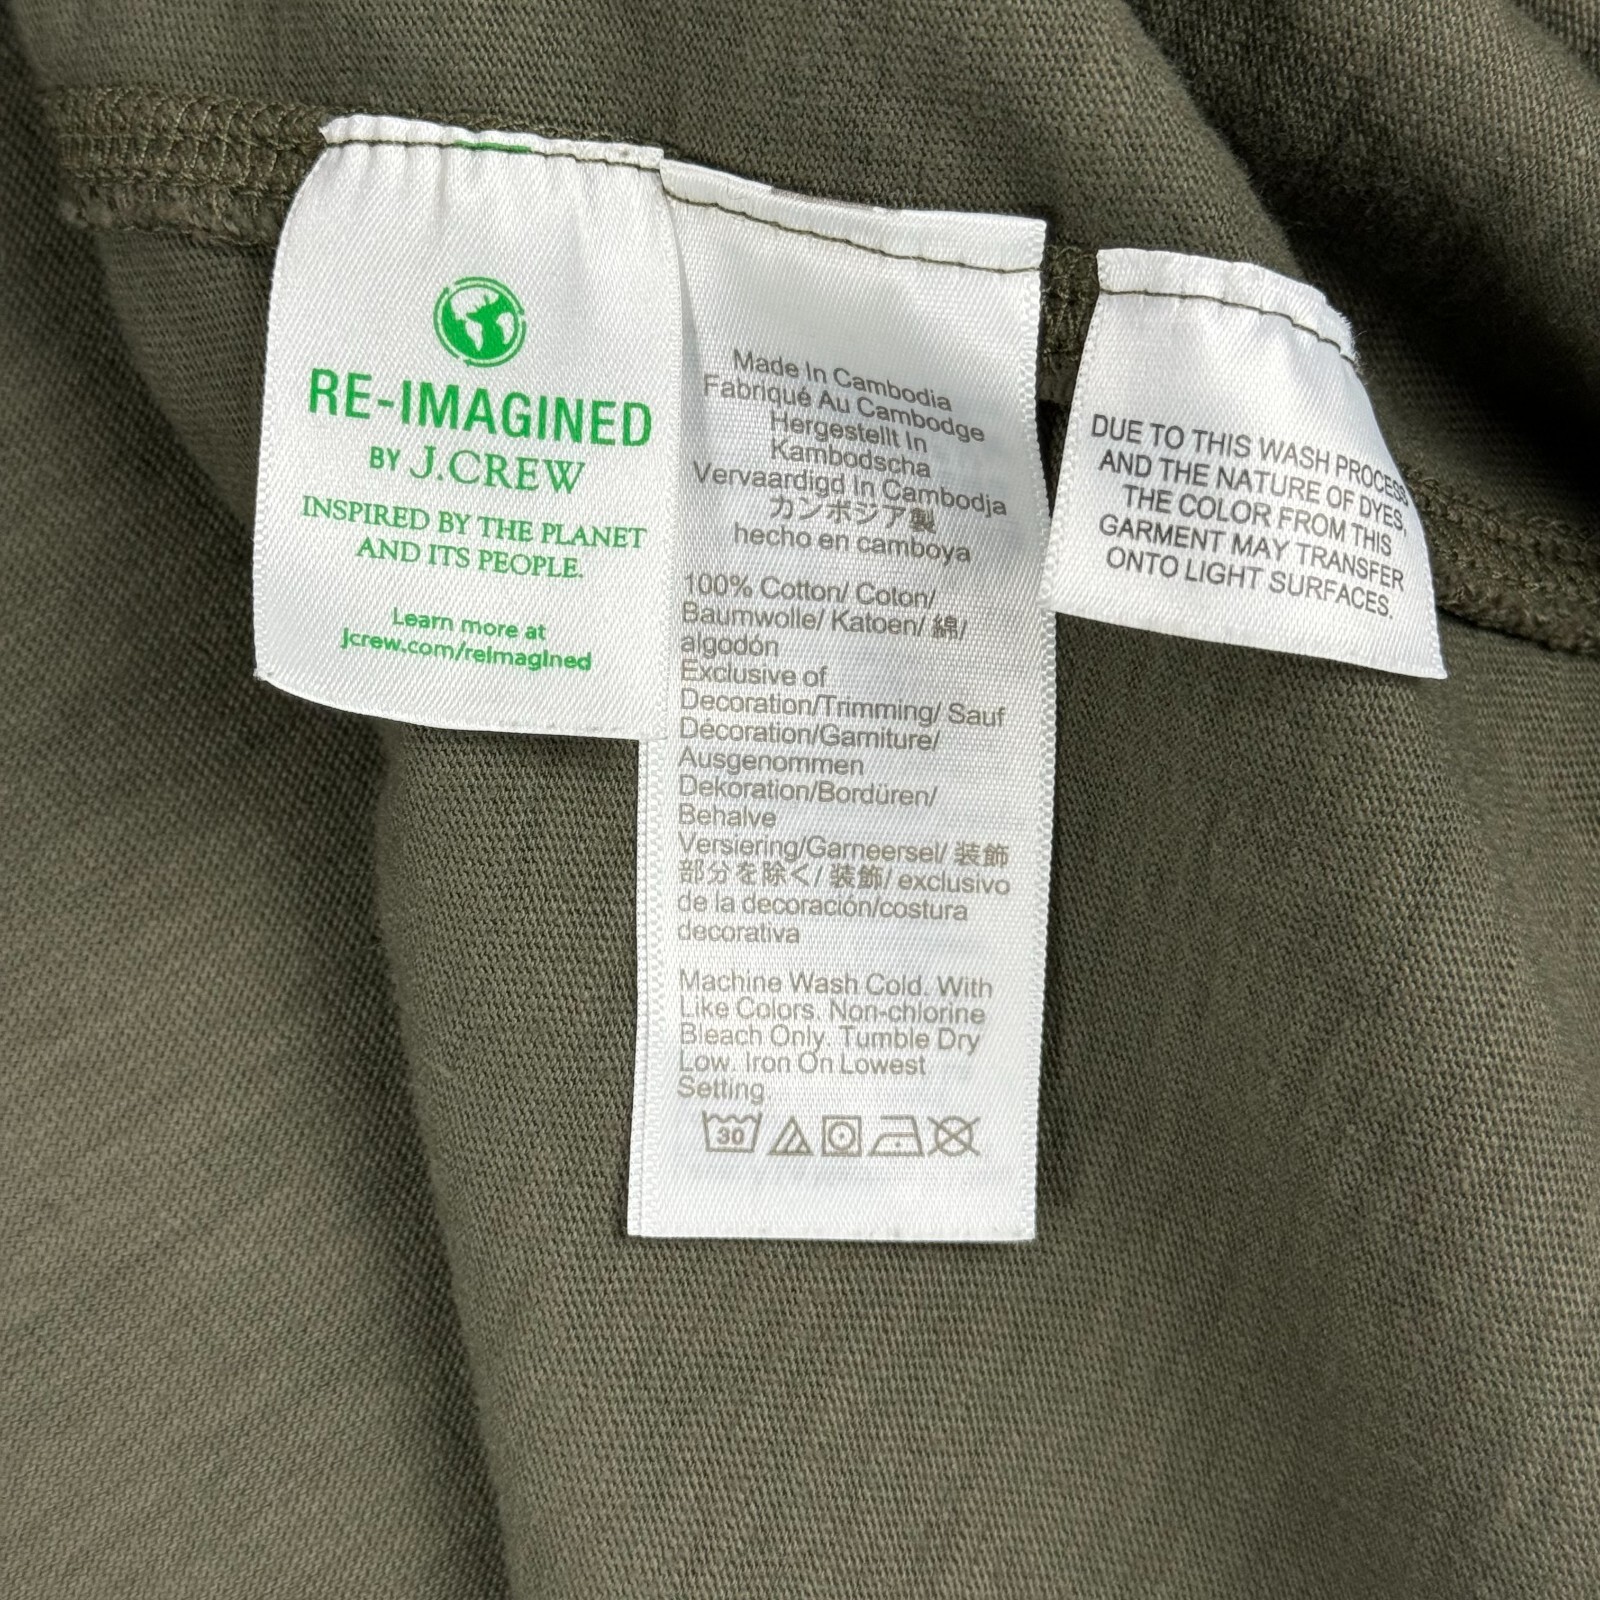 RE-IMAGINED
BY J.CREW
INSPIRED BY THE PLANET
AND ITS PEOPLE.
Learn more at
jcrew.com/reimagined
Made In Cambodia
Fabriqué Au Cambodge
Hergestellt In
Kambodscha
Vervaardigd In Cambodja
カンボジア製
hecho en camboya
100% Cotton/ Coton/
Baumwolle/ Katoen/ 綿/
algodón
Exclusive of
Decoration/Trimming/ Sauf
Décoration/Garniture/
Ausgenommen
Dekoration/Bordüren/
Behalve
Versiering/Garneersel/ 装飾
部分を除く/ 装飾/ exclusivo
de la decoración/costura
decorativa
Machine Wash Cold. With
Like Colors. Non-chlorine
Bleach Only. Tumble Dry
Low. Iron On Lowest
Setting
30
DUE TO THIS WASH PROCESS
AND THE NATURE OF DYES,
THE COLOR FROM THIS
GARMENT MAY TRANSFER
ONTO LIGHT SURFACES.